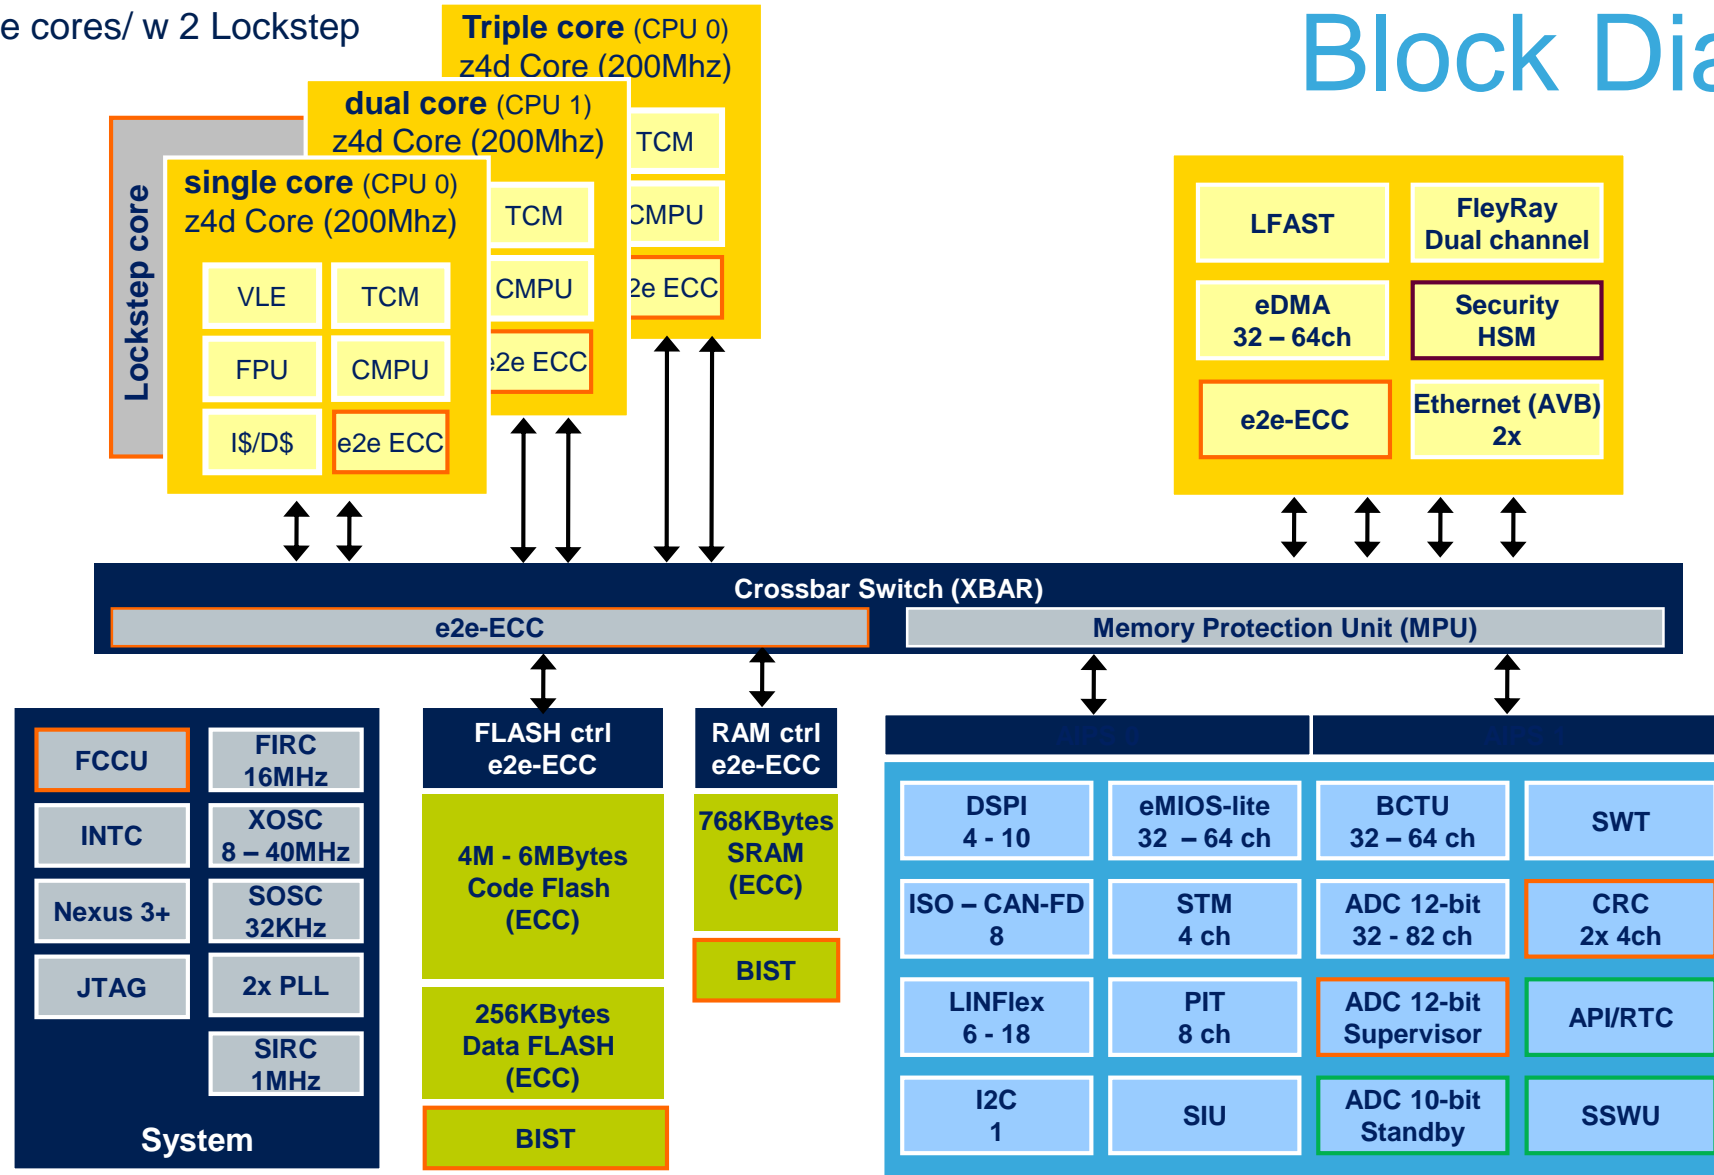 e cores/ w 2 Lockstep
Block Dia
Triple core (CPU 0)
z4d Core (200Mhz)
TCM
CMPU
2e ECC
dual core (CPU 1)
z4d Core (200Mhz)
TCM
CMPU
e2e ECC
Lockstep core
single core (CPU 0)
z4d Core (200Mhz)
VLE
TCM
FPU
CMPU
I$/D$
e2e ECC
LFAST
FleyRay
Dual channel
eDMA
32 – 64ch
Security
HSM
e2e-ECC
Ethernet (AVB)
2x
Crossbar Switch (XBAR)
e2e-ECC
Memory Protection Unit (MPU)
FCCU
FIRC
16MHz
INTC
XOSC
8 – 40MHz
Nexus 3+
SOSC
32KHz
JTAG
2x PLL
SIRC
1MHz
System
FLASH ctrl
e2e-ECC
4M - 6MBytes
Code Flash
(ECC)
256KBytes
Data FLASH
(ECC)
BIST
RAM ctrl
e2e-ECC
768KBytes
SRAM
(ECC)
BIST
AIPS 0
AIPS 1
DSPI
4 - 10
eMIOS-lite
32 – 64 ch
BCTU
32 – 64 ch
SWT
ISO – CAN-FD
8
STM
4 ch
ADC 12-bit
32 - 82 ch
CRC
2x 4ch
LINFlex
6 - 18
PIT
8 ch
ADC 12-bit
Supervisor
API/RTC
I2C
1
SIU
ADC 10-bit
Standby
SSWU